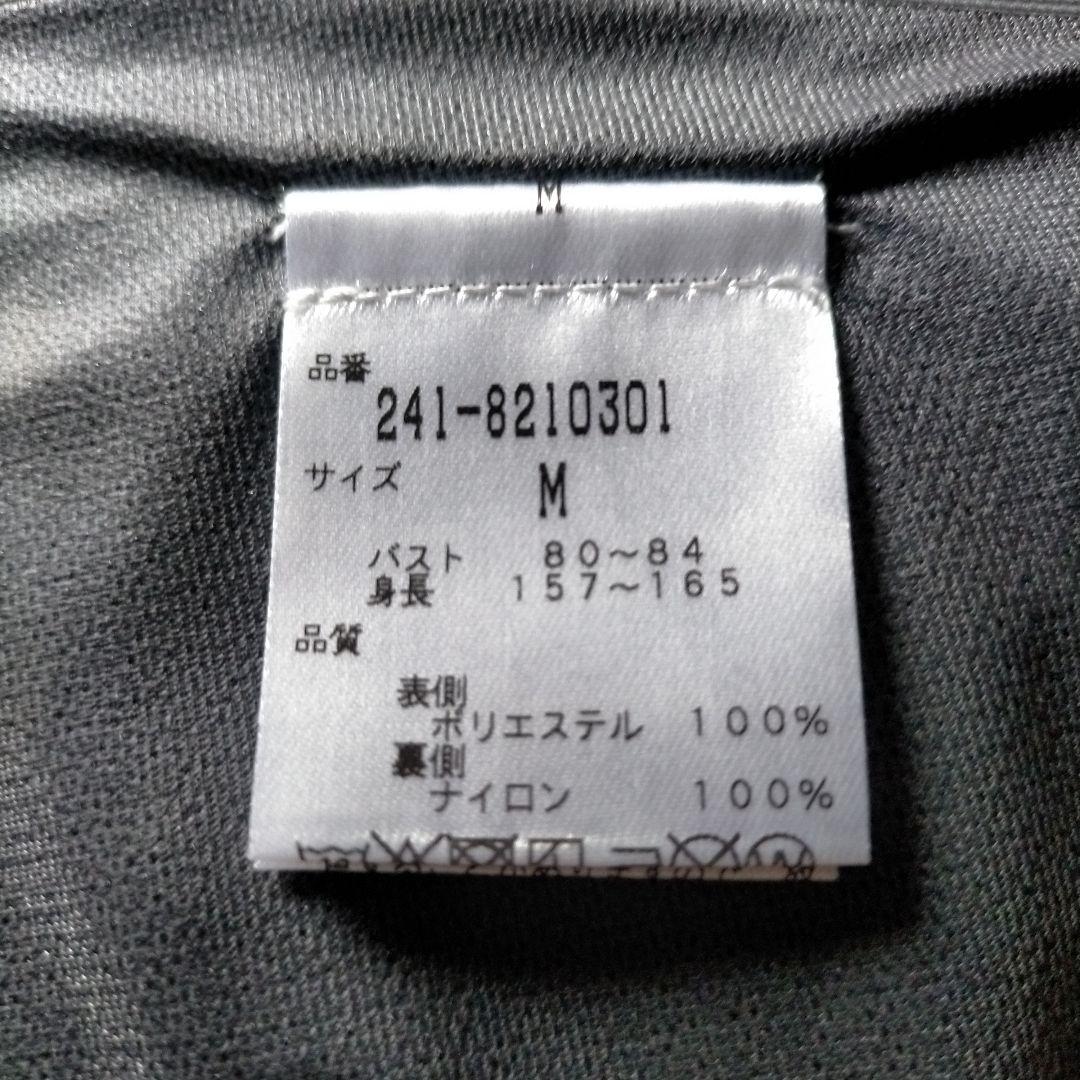 M
品番
241-8210301
サイズ M
バスト 80～84
身長 157～165
品質
表側
ポリエステル 100%
裏側
ナイロン 100%